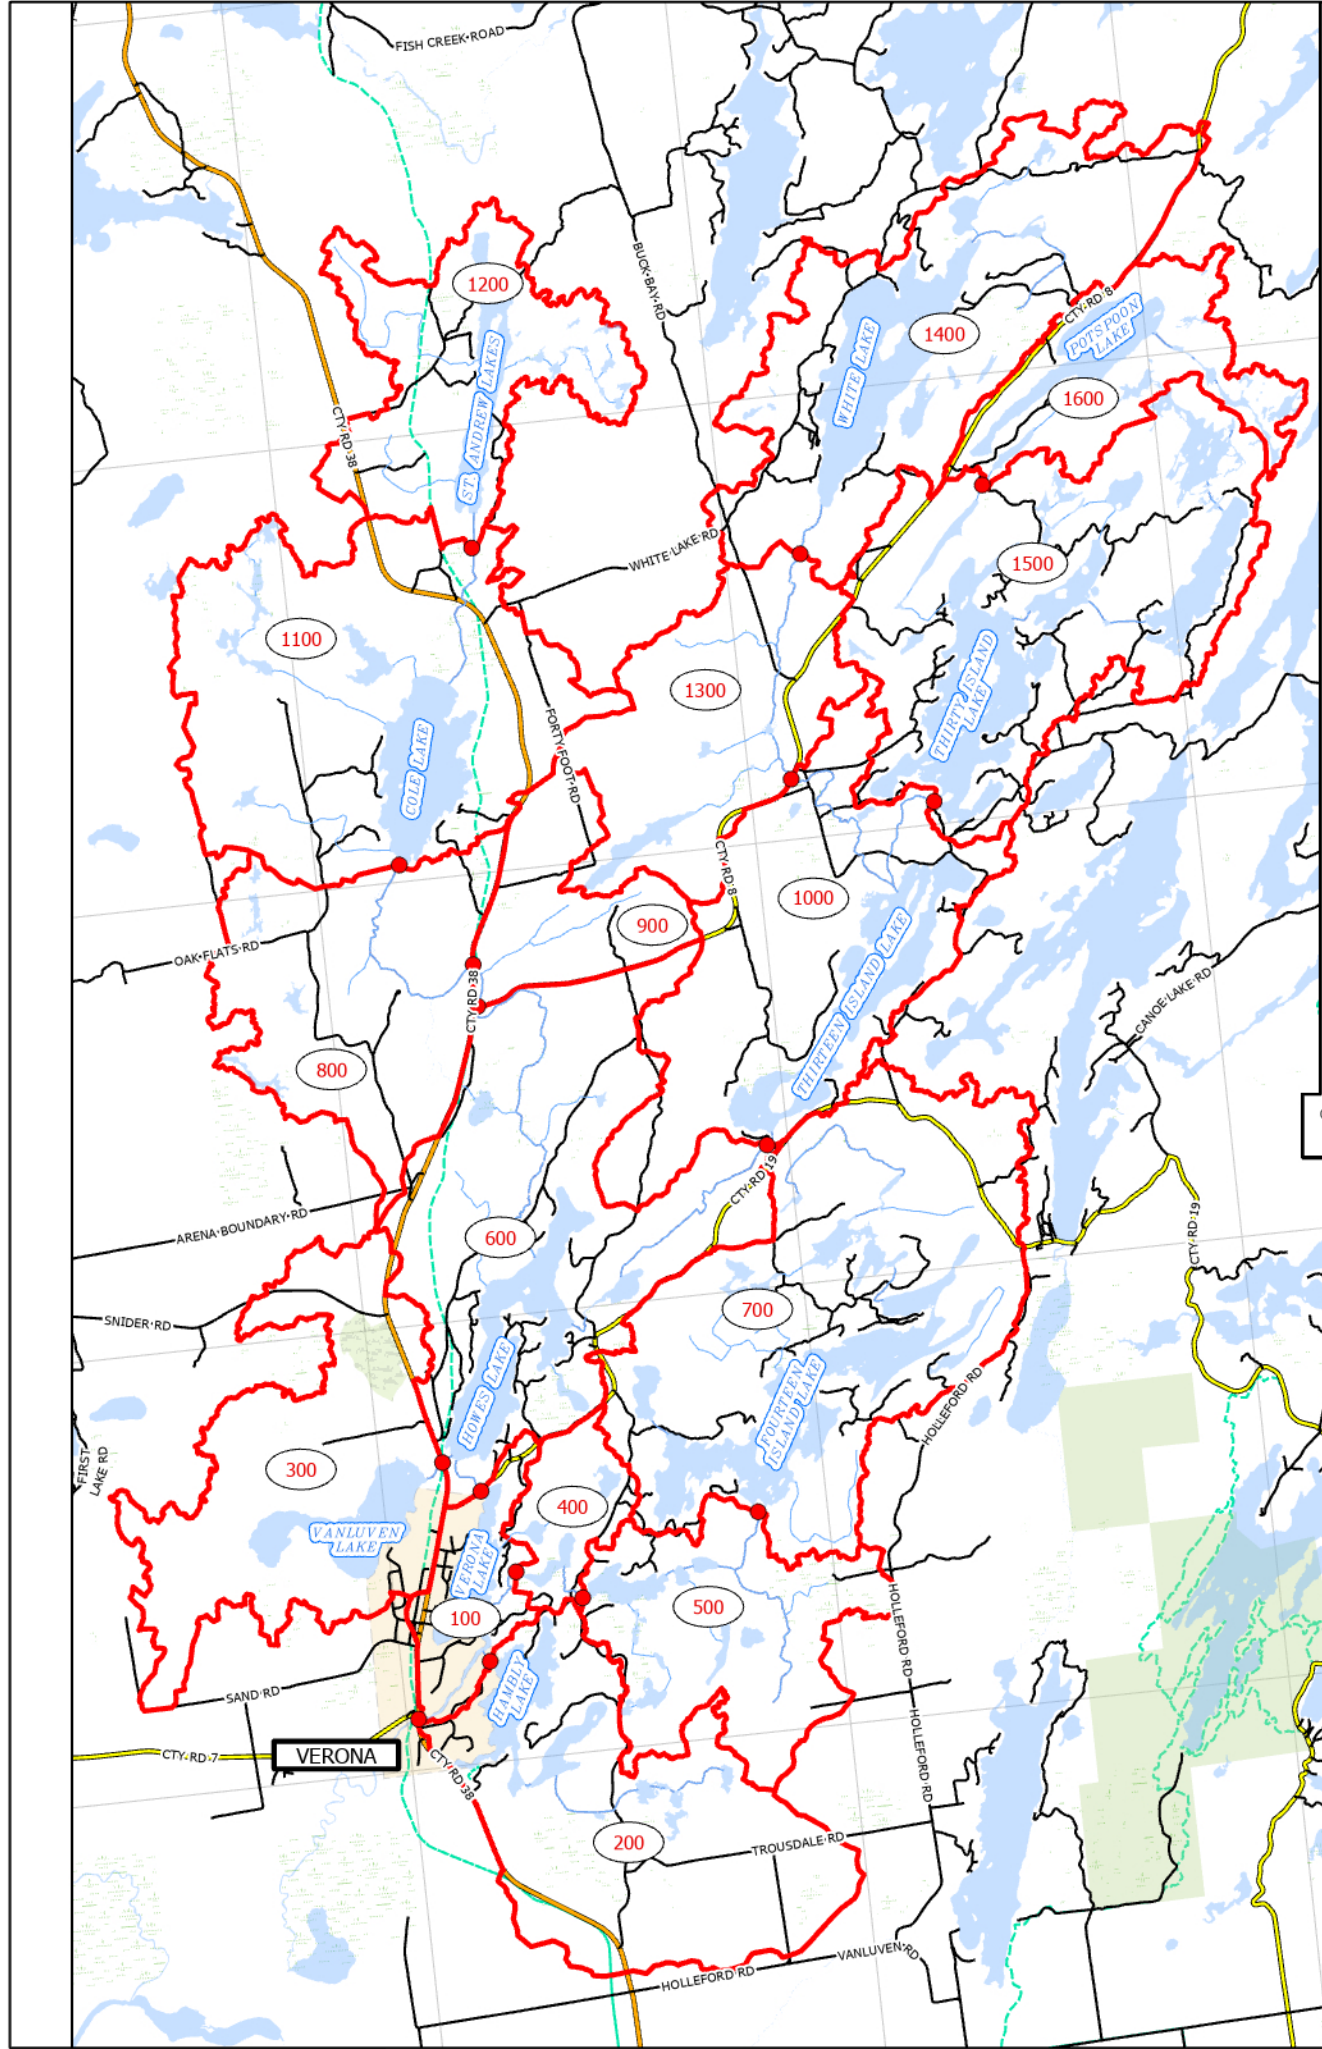 FISH CREEK ROAD
1200
BUCK BAY RD
CTY RD 8
POTSPOON
LAKE
1400
WHITE LAKE
1600
ST. ANDREW LAKES
CTY RD 38
WHITE LAKE RD
1500
1100
THIRTY ISLAND
LAKE
1300
FORTY FOOT RD
COLE LAKE
CTY RD 8
1000
900
OAK FLATS RD
THIRTEEN ISLAND LAKE
CTY RD 38
CANOE LAKE RD
800
CTY RD 19
ARENA BOUNDARY RD
CTY RD 19
600
SNIDER RD
700
HOWES LAKE
FOURTEEN
ISLAND LAKE
HOLLEFORD RD
FIRST
LAKE RD
300
400
VANLUVEN
LAKE
VERONA
LAKE
100
500
HOLLEFORD RD
HAMBLY
LAKE
SAND RD
HOLLEFORD RD
CTY RD 7
VERONA
CTY RD 38
200
TROUSDALE RD
VANLUVEN RD
HOLLEFORD RD